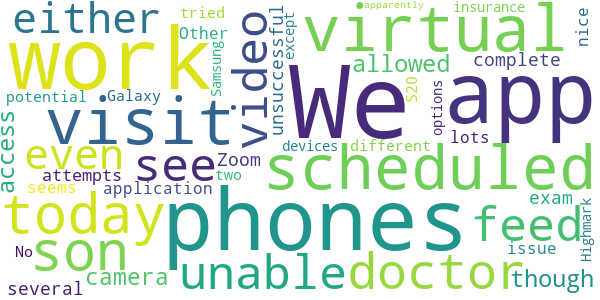 either
tried
Other
work
Samsung
video
unsuccessful
except
apparently
insurance
virtual
nice
allowed
complete
We
app
potential
Galaxy
visit
S20
options
lots
access
even
see
Zoom
devices
different
scheduled
attempts
two
seems
application
today
phones
feed
exam
Highmark
son
No
camera
unable
doctor
issue
though
several